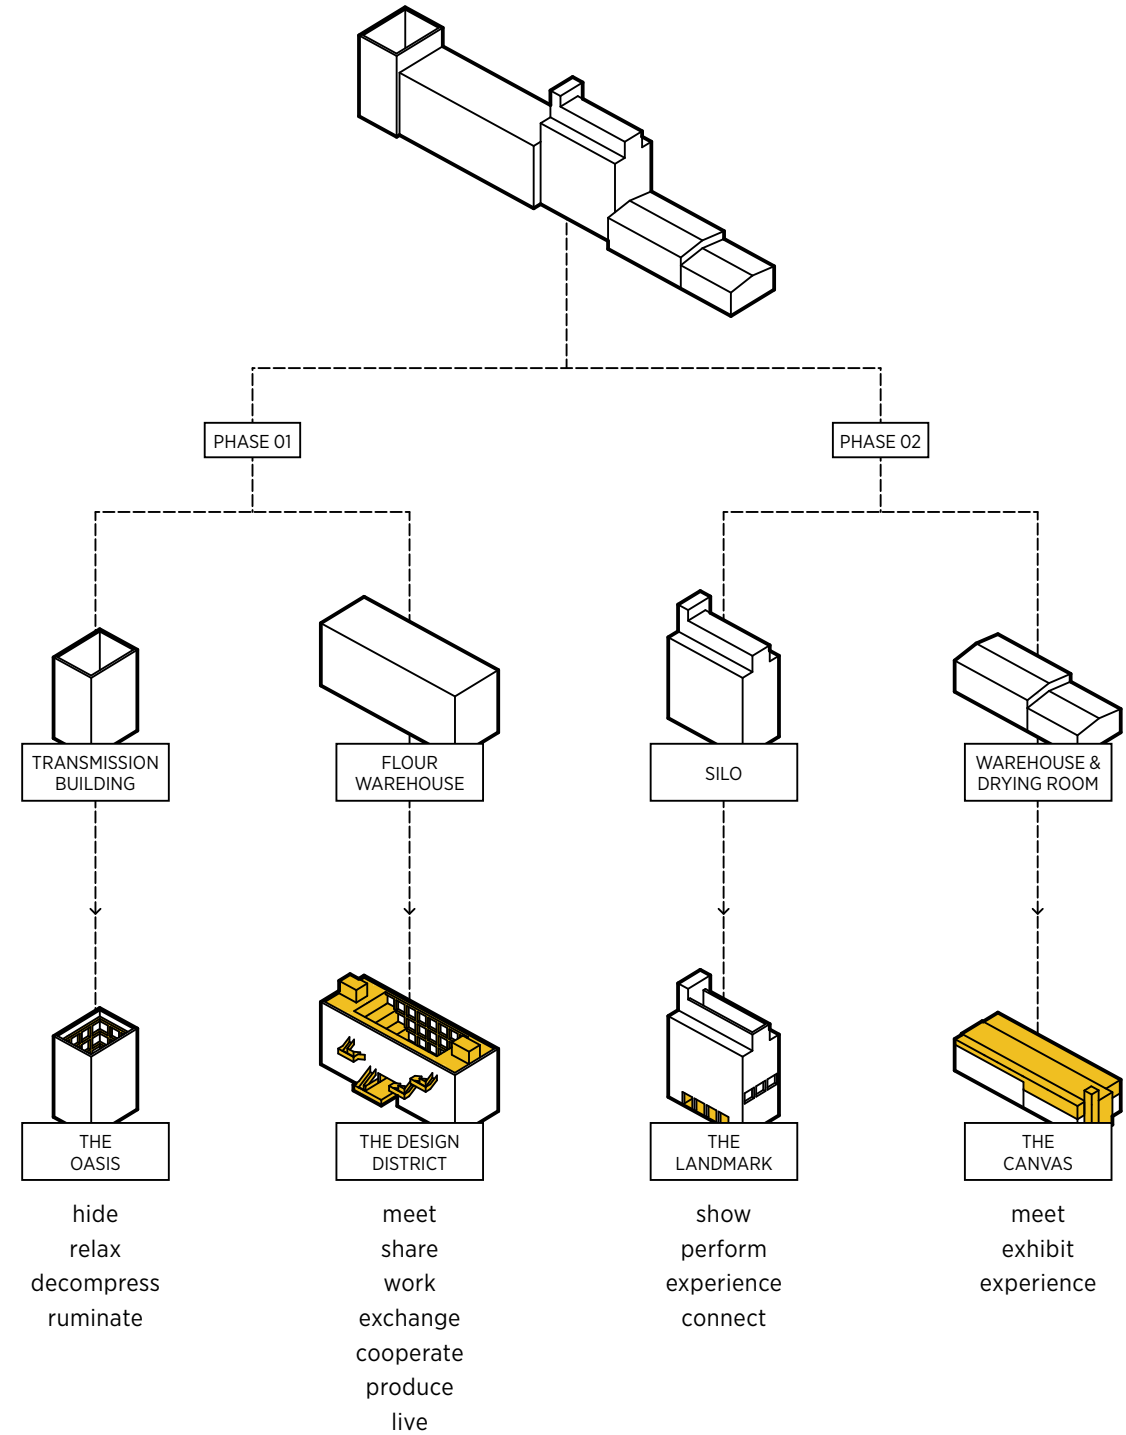 PHASE 01
PHASE 02
TRANSMISSION
BUILDING
FLOUR
WAREHOUSE
SILO
WAREHOUSE &
DRYING ROOM
THE
OASIS
THE DESIGN
DISTRICT
THE
LANDMARK
THE
CANVAS
hide
relax
decompress
ruminate
meet
share
work
exchange
cooperate
produce
live
show
perform
experience
connect
meet
exhibit
experience